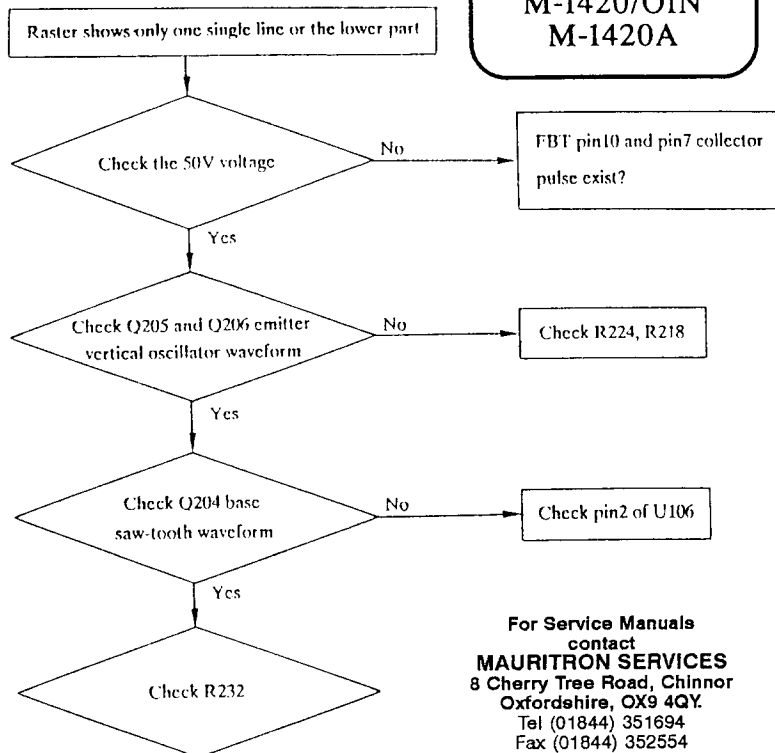 M-1420/OIN
M-1420A
Raster shows only one single line or the lower part
Check the 50V voltage
No
FBT pin10 and pin7 collector
pulse exist?
Yes
Check Q205 and Q206 emitter
vertical oscillator waveform
No
Check R224, R218
Yes
Check Q204 base
saw-tooth waveform
No
Check pin2 of U106
Yes
Check R232
For Service Manuals
contact
MAURITRON SERVICES
8 Cherry Tree Road, Chinnor
Oxfordshire, OX9 4QY.
Tel (01844) 351694
Fax (01844) 352554